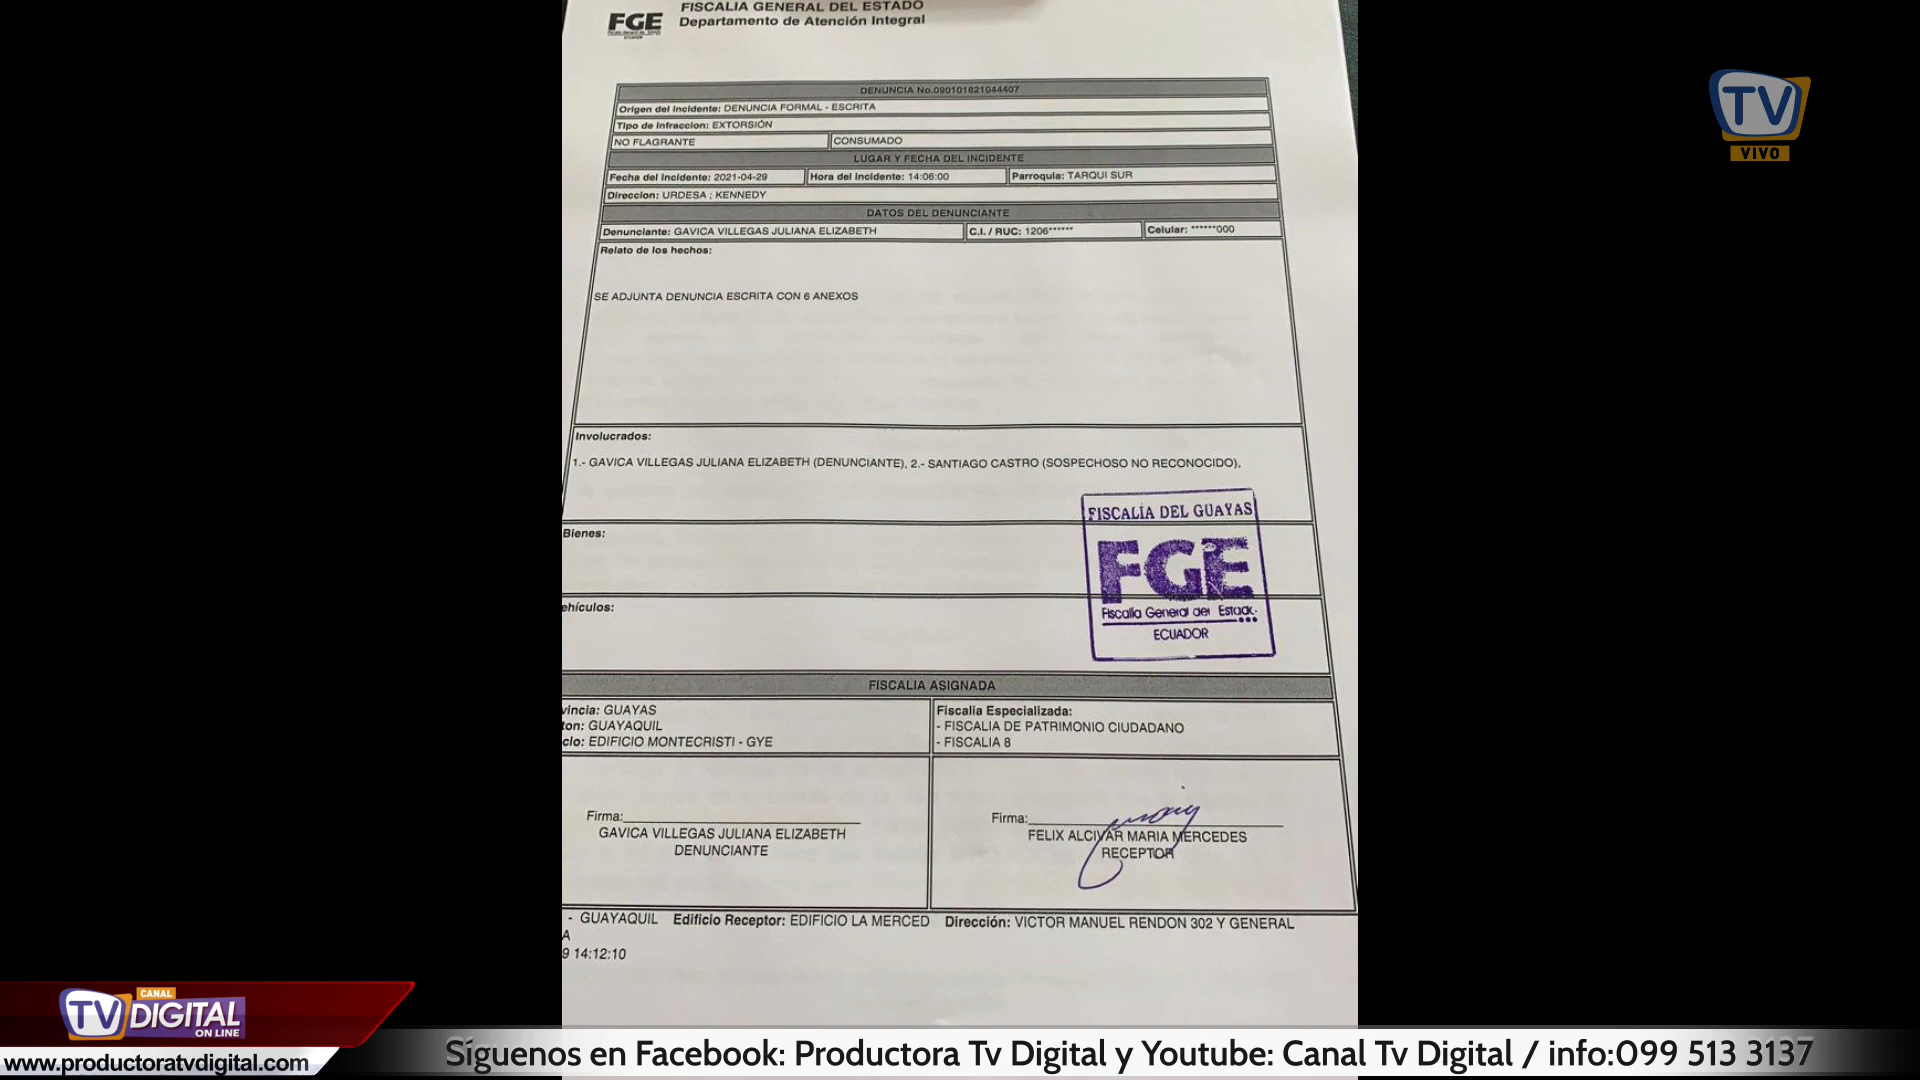 FISCALIA GENERAL DEL ESTADO
FGE Departamento de Atención Integral
ECUADOR
TV
VIVO
DENUNCIA No.090101821044407
Origen del Incidente: DENUNCIA FORMAL - ESCRITA
Tipo de Infraccion: EXTORSIÓN
NO FLAGRANTE CONSUMADO
LUGAR Y FECHA DEL INCIDENTE
Fecha del Incidente: 2021-04-29 Hora del Incidente: 14:06:00 Parroquia: TARQUI SUR
Direccion: URDESA ; KENNEDY
DATOS DEL DENUNCIANTE
Denunciante: GAVICA VILLEGAS JULIANA ELIZABETH C.I. / RUC: 1206****** Celular: ******000
Relato de los hechos:
SE ADJUNTA DENUNCIA ESCRITA CON 6 ANEXOS
Involucrados:
1.- GAVICA VILLEGAS JULIANA ELIZABETH (DENUNCIANTE), 2.- SANTIAGO CASTRO (SOSPECHOSO NO RECONOCIDO),
FISCALÍA DEL GUAYAS
FGE
Fiscalía General del Estado
ECUADOR
Bienes:
ehículos:
FISCALIA ASIGNADA
vincia: GUAYAS
ton: GUAYAQUIL
cio: EDIFICIO MONTECRISTI - GYE
Fiscalia Especializada:
- FISCALIA DE PATRIMONIO CIUDADANO
- FISCALIA 8
Firma:
GAVICA VILLEGAS JULIANA ELIZABETH
DENUNCIANTE
Firma:
FELIX ALCIVAR MARIA MERCEDES
RECEPTOR
- GUAYAQUIL Edificio Receptor: EDIFICIO LA MERCED Dirección: VICTOR MANUEL RENDON 302 Y GENERAL
A
9 14:12:10
CANAL
TV DIGITAL
ON LINE
www.productoratvdigital.com
Síguenos en Facebook: Productora Tv Digital y Youtube: Canal Tv Digital / info:099 513 3137